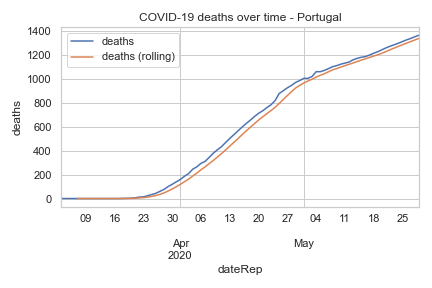 COVID-19 deaths over time - Portugal
deaths
deaths (rolling)
1400
1200
1000
800
600
400
200
0
deaths
09 16 23 30 06 13 20 27 04 11 18 25
Apr May
2020
dateRep